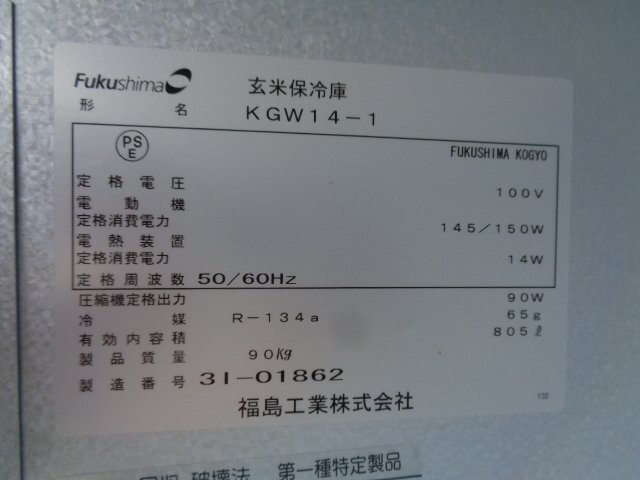 Fukushima 玄米保冷庫
形名 KGW14-1
PS E FUKUSHIMA KOGYO
定格電圧 100V
電動機
定格消費電力 145/150W
電熱装置
定格消費電力 14W
定格周波数 50/60Hz
圧縮機定格出力 90W
冷媒 R-134a 65g
有効内容積 805ℓ
製品質量 90kg
製造番号 31-01862
福島工業株式会社 132
回収・破壊法 第一種特定製品